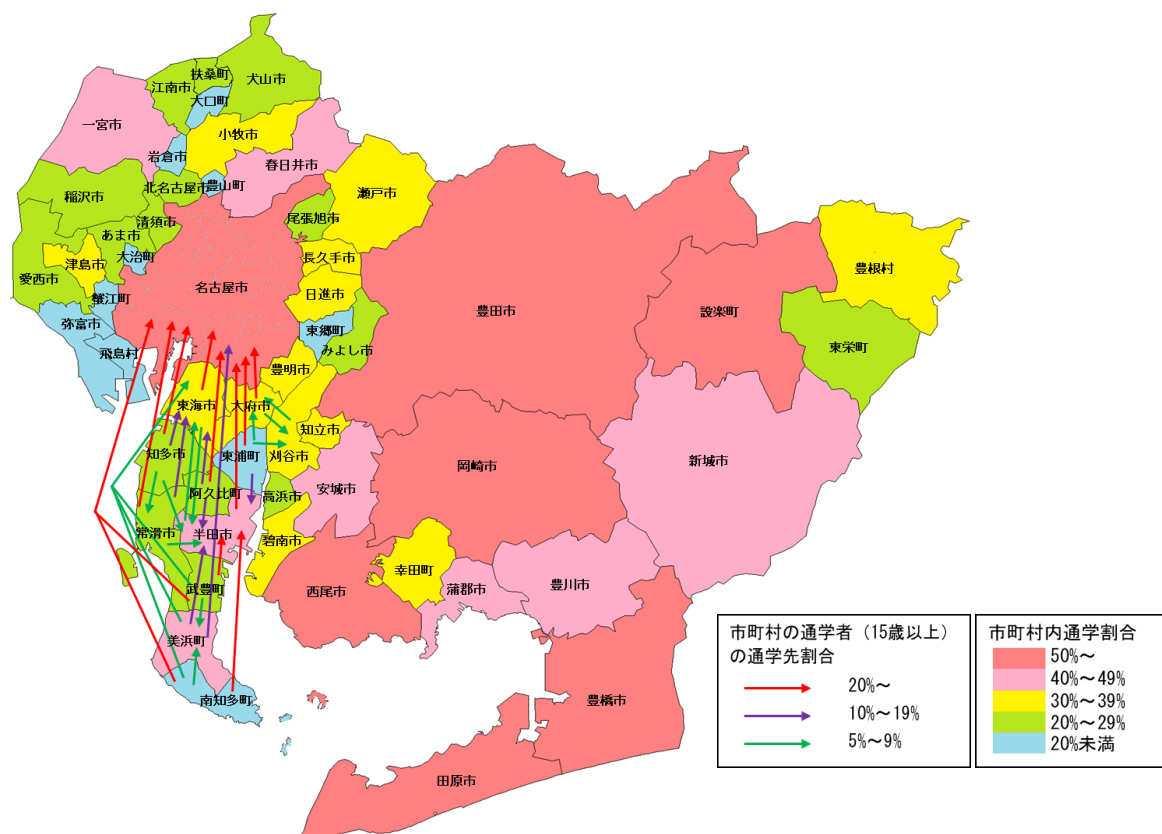 扶桑町
犬山市
江南市
大口町
一宮市
小牧市
岩倉市
春日井市
北名古屋市
豊山町
瀬戸市
稲沢市
清須市
尾張旭市
あま市
大治町
津島市
長久手市
豊根村
愛西市
名古屋市
蟹江町
日進市
豊田市
設楽町
弥富市
東郷町
東栄町
みよし市
飛島村
豊明市
東海市
大府市
知立市
知多市
東浦町
刈谷市
岡崎市
新城市
阿久比町
高浜市
安城市
常滑市
半田市
碧南市
幸田町
豊川市
武豊町
西尾市
蒲郡市
美浜町
南知多町
豊橋市
田原市
市町村の通学者(15歳以上)
の通学先割合
20%~
10%~19%
5%~9%
市町村内通学割合
50%~
40%~49%
30%~39%
20%~29%
20%未満